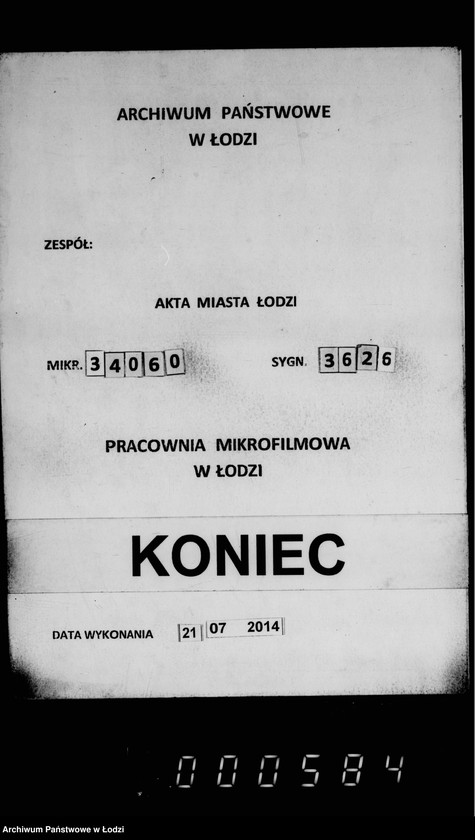 ARCHIWUM PAŃSTWOWE
W ŁODZI
ZESPÓŁ:
AKTA MIASTA ŁODZI
MIKR. 34060 SYGN. 3626
PRACOWNIA MIKROFILMOWA
W ŁODZI
KONIEC
DATA WYKONANIA 21 07 2014
000584
Archiwum Państwowe w Łodzi